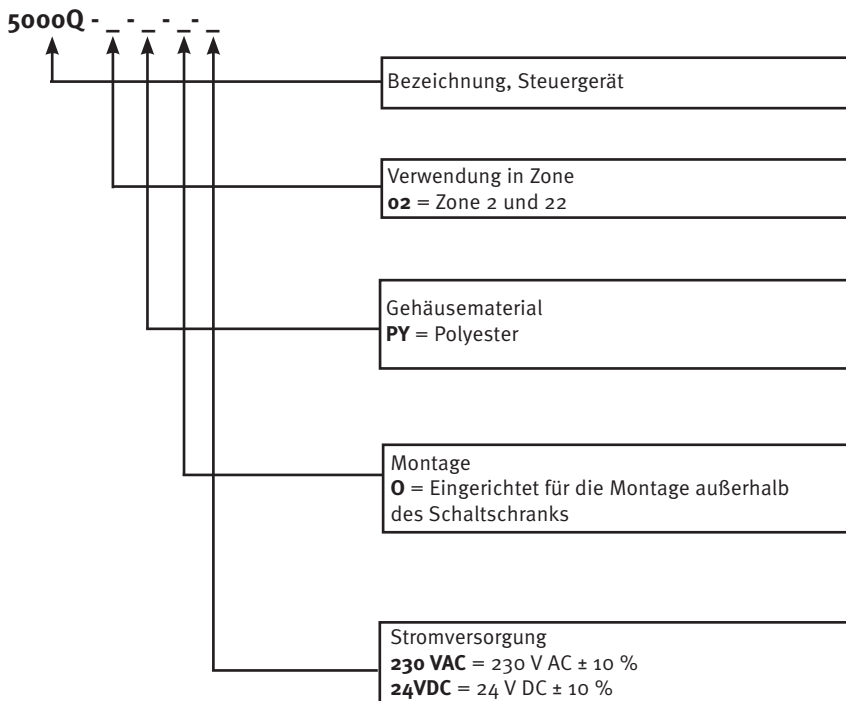 5000Q - _ - _ - _ - _
Bezeichnung, Steuergerät
Verwendung in Zone
02 = Zone 2 und 22
Gehäusematerial
PY = Polyester
Montage
O = Eingerichtet für die Montage außerhalb
des Schaltschranks
Stromversorgung
230 VAC = 230 V AC ± 10 %
24VDC = 24 V DC ± 10 %